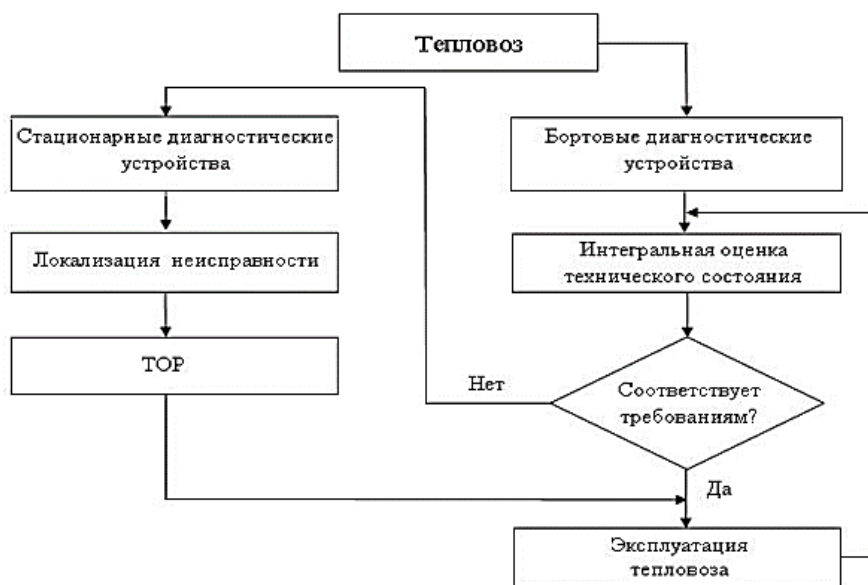 Тепловоз
Стационарные диагностические
устройства
Бортовые диагностические
устройства
Локализация неисправности
Интегральная оценка
технического состояния
ТОР
Нет
Соответствует
требованиям?
Да
Эксплуатация
тепловоза